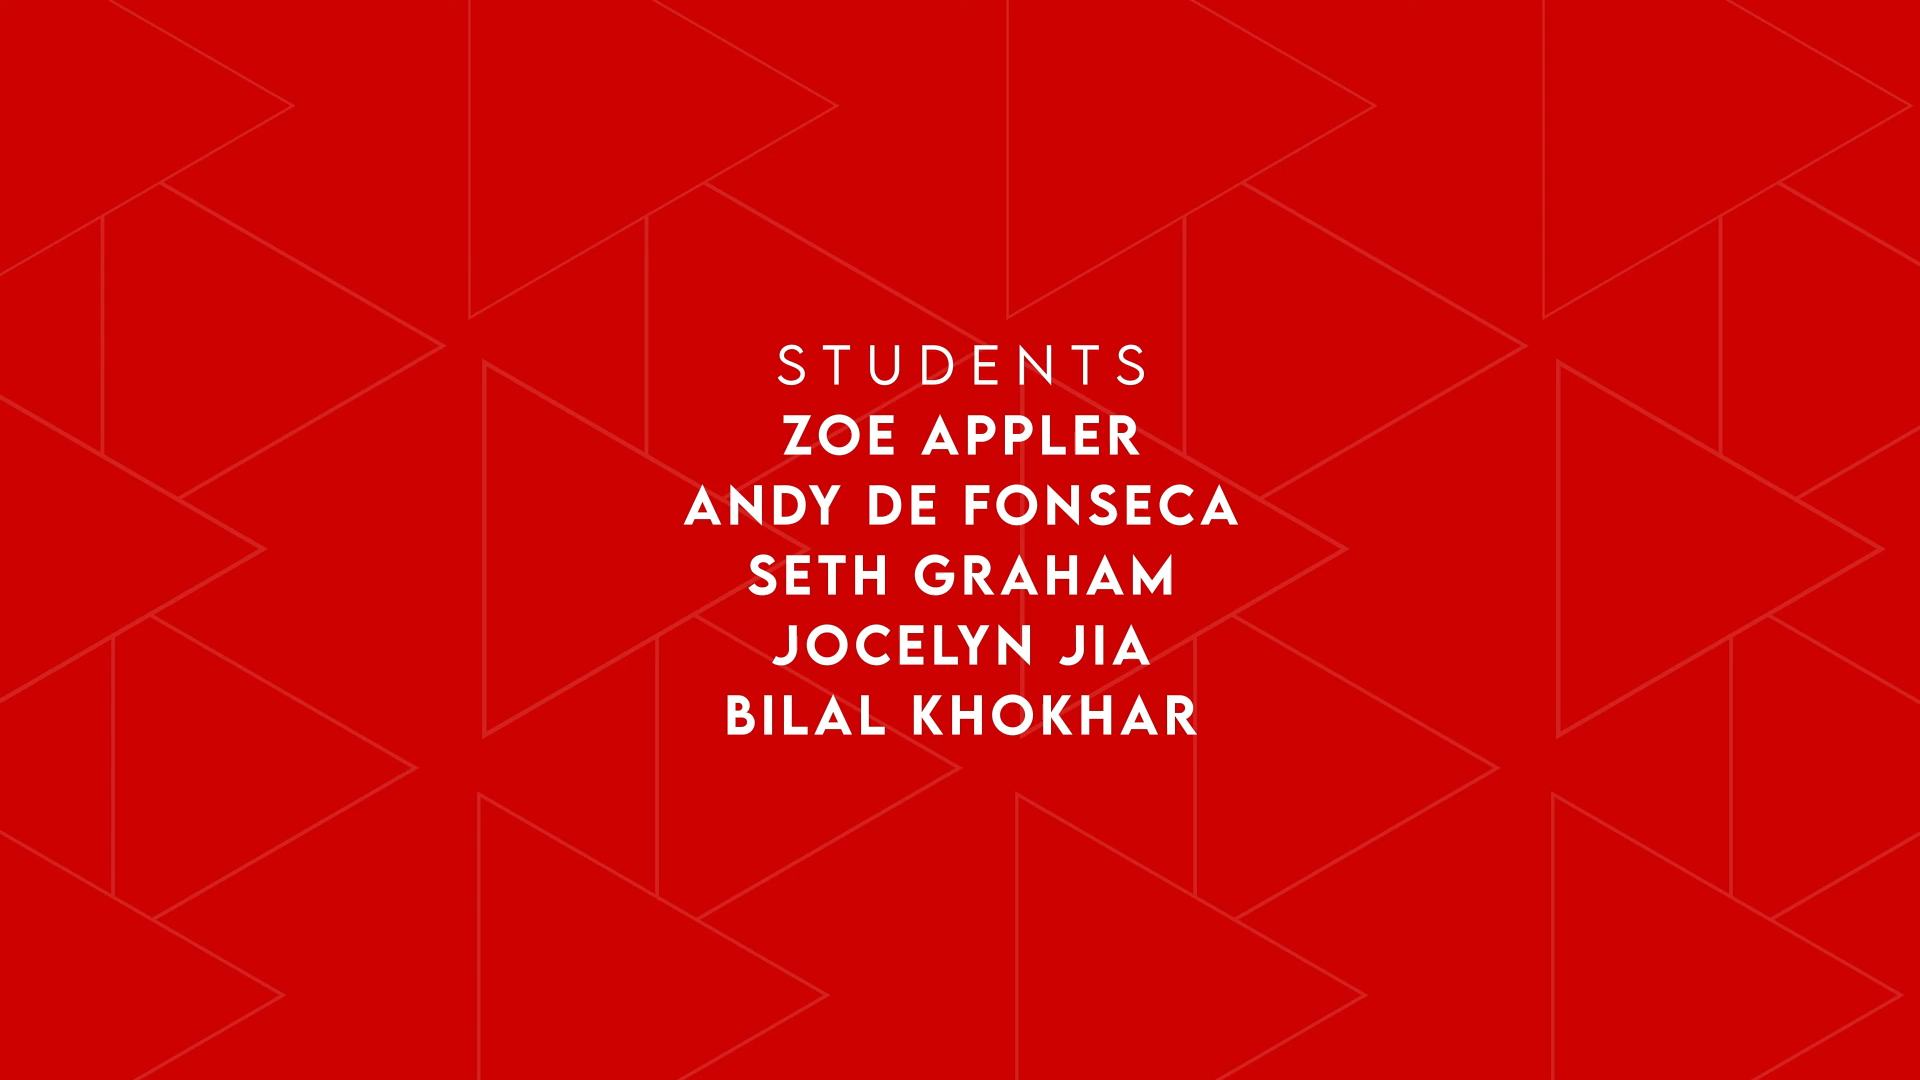 STUDENTS
ZOE APPLER
ANDY DE FONSECA
SETH GRAHAM
JOCELYN JIA
BILAL KHOKHAR